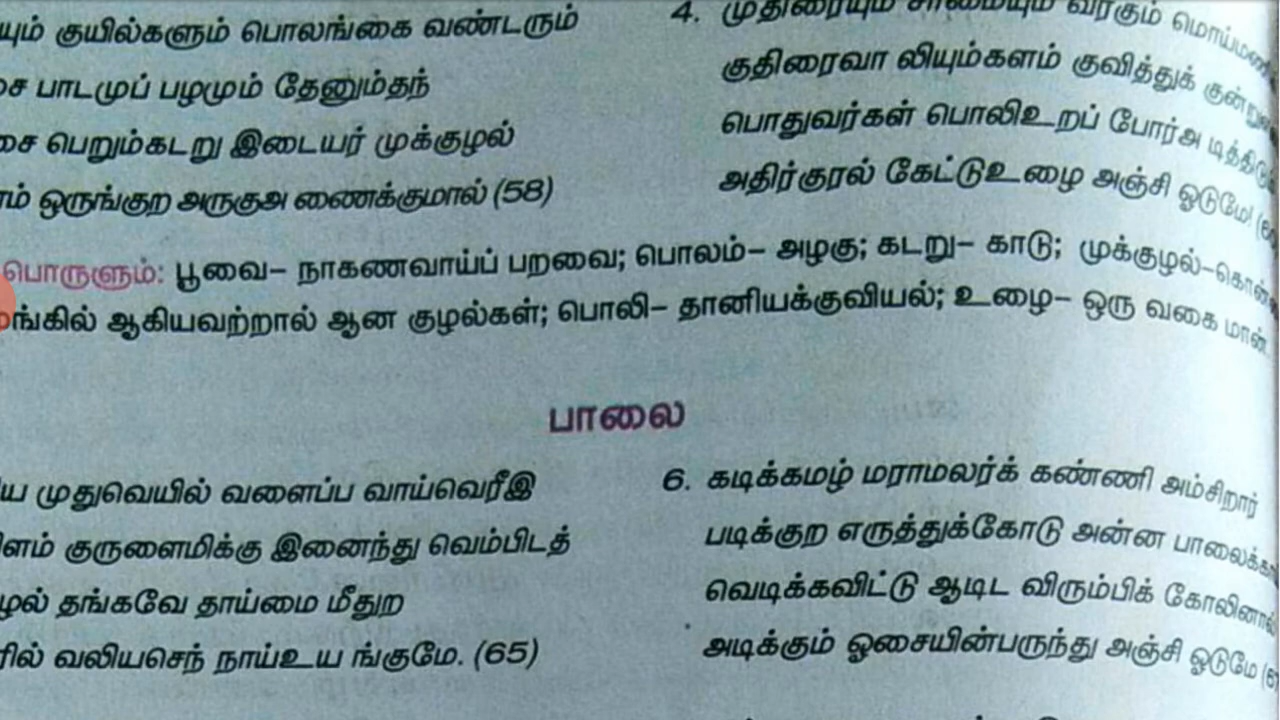 யும் குயில்களும் பொலங்கை வண்டரும்
சை பாடமுப் பழமும் தேனும்தந்
சை பெறும்கடறு இடையர் முக்குழல்
ஒருங்குற அருகுஅ ணைக்குமால் (58)
4. முதிரையும் சாமையும் வரகும் மொய்மணி
குதிரைவா லியும்களம் குவித்துக்
பொதுவர்கள் பொலிஉறப் போர்அ
அதிர்குரல் கேட்டுஉழை அஞ்சி ஓடுமே!
பொருளும்: பூவை– நாகணவாய்ப் பறவை; பொலம்– அழகு; கடறு– காடு; முக்குழல்–
ஆகியவற்றால் ஆன குழல்கள்; பொலி– தானியக்குவியல்; உழை– ஒரு வகை மான்.
பாலை
ய முதுவெயில் வளைப்ப வாய்வெரீஇ
குருளைமிக்கு இனைந்து வெம்பிடத்
தங்கவே தாய்மை மீதுற
ரில் வலியசெந் நாய்உய ங்குமே. (65)
6. கடிக்கமழ் மராமலர்க் கண்ணி அம்சிறார்
படிக்குற எருத்துக்கோடு அன்ன
வெடிக்கவிட்டு ஆடிட விரும்பிக் கோலினால்
அடிக்கும் ஓசையின்பருந்து அஞ்சி ஓடுமே